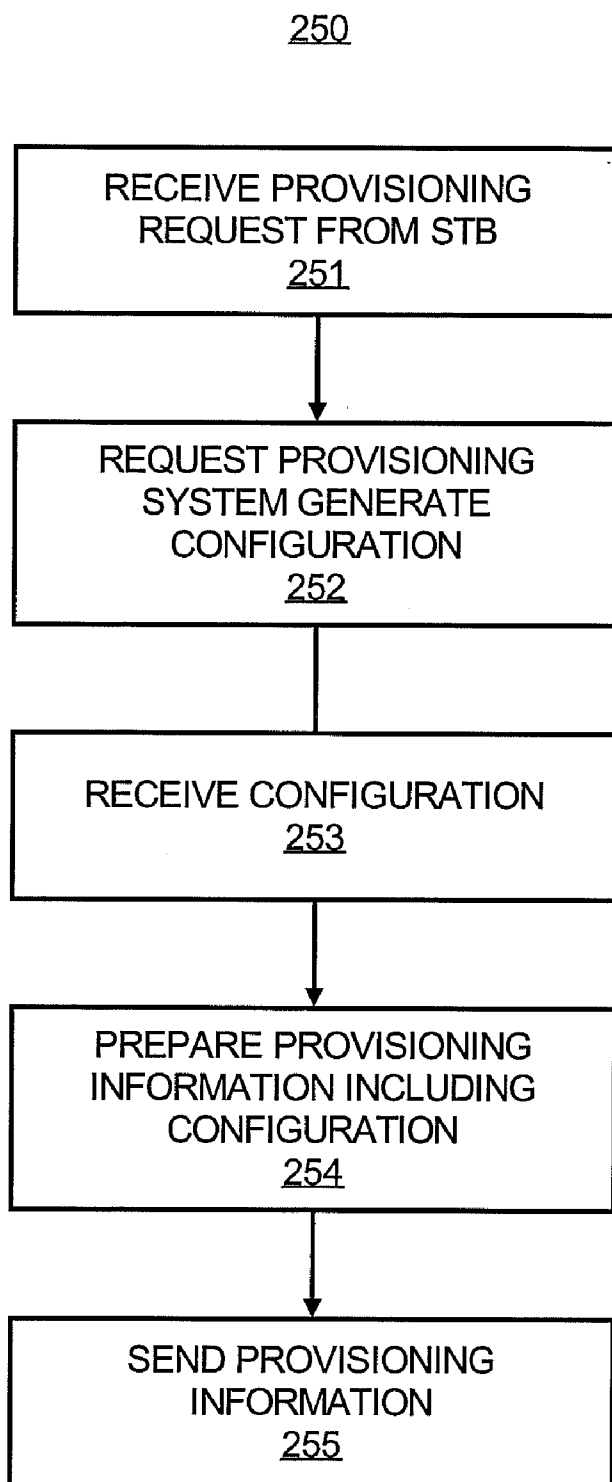 250
RECEIVE PROVISIONING
REQUEST FROM STB
251
REQUEST PROVISIONING
SYSTEM GENERATE
CONFIGURATION
252
RECEIVE CONFIGURATION
253
PREPARE PROVISIONING
INFORMATION INCLUDING
CONFIGURATION
254
SEND PROVISIONING
INFORMATION
255